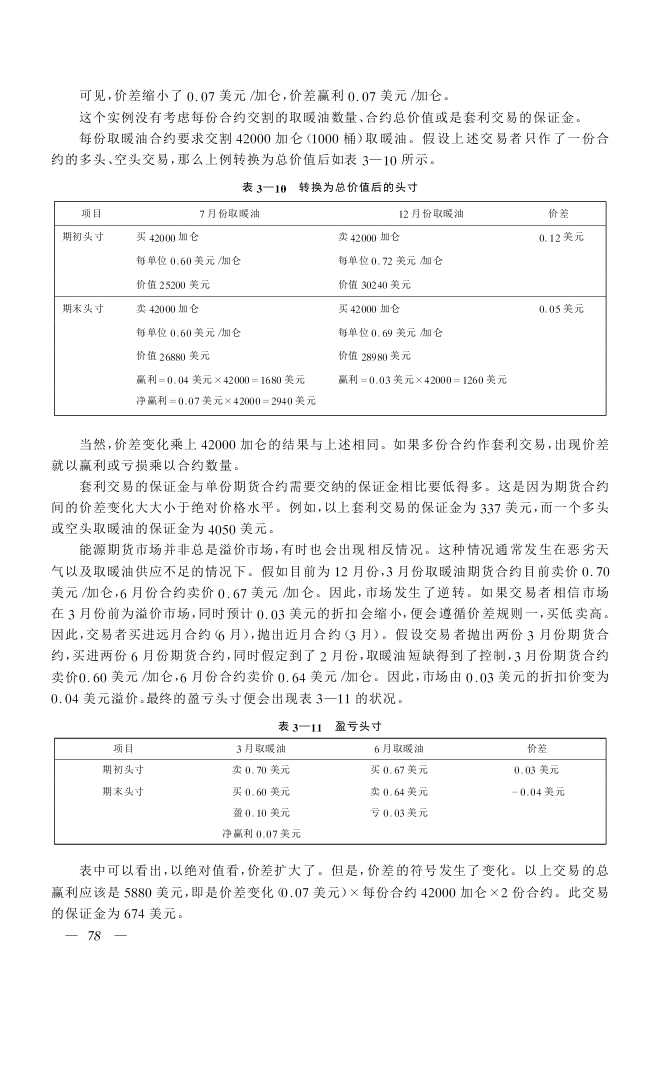 可见,价差缩小了 0.07 美元/加仑,价差赢利 0.07 美元/加仑。
这个实例没有考虑每份合约交割的取暖油数量、合约总价值或是套利交易的保证金。
每份取暖油合约要求交割 42000 加仑(1000 桶)取暖油。假设上述交易者只作了一份合
约的多头、空头交易,那么上例转换为总价值后如表 3—10 所示。
表 3—10 转换为总价值后的头寸
项目 7月份取暖油 12月份取暖油 价差
期初头寸 买 42000 加仑 卖 42000 加仑 0.12 美元
每单位 0.60 美元/加仑 每单位 0.72 美元/加仑
价值 25200 美元 价值 30240 美元
期末头寸 卖 42000 加仑 买 42000 加仑 0.05 美元
每单位 0.60 美元/加仑 每单位 0.69 美元/加仑
价值 26880 美元 价值 28980 美元
赢利=0.04 美元×42000=1680 美元 赢利=0.03 美元×42000=1260 美元
净赢利=0.07 美元×42000=2940 美元
当然,价差变化乘上 42000 加仑的结果与上述相同。如果多份合约作套利交易,出现价差
就以赢利或亏损乘以合约数量。
套利交易的保证金与单份期货合约需要交纳的保证金相比要低得多。这是因为期货合约
间的价差变化大大小于绝对价格水平。例如,以上套利交易的保证金为 337 美元,而一个多头
或空头取暖油的保证金为 4050 美元。
能源期货市场并非总是溢价市场,有时也会出现相反情况。这种情况通常发生在恶劣天
气以及取暖油供应不足的情况下。假如目前为 12 月份,3 月份取暖油期货合约目前卖价 0.70
美元/加仑,6 月份合约卖价 0.67 美元/加仑。因此,市场发生了逆转。如果交易者相信市场
在 3 月份前为溢价市场,同时预计 0.03 美元的折扣会缩小,便会遵循价差规则一,买低卖高。
因此,交易者买进远月合约(6 月),抛出近月合约(3 月)。假设交易者抛出两份 3 月份期货合
约,买进两份 6 月份期货合约,同时假定到了 2 月份,取暖油短缺得到了控制,3 月份期货合约
卖价0.60 美元/加仑,6 月份合约卖价 0.64 美元/加仑。因此,市场由 0.03 美元的折扣价变为
0.04 美元溢价。最终的盈亏头寸便会出现表 3—11 的状况。
表 3—11 盈亏头寸
项目 3月取暖油 6月取暖油 价差
期初头寸 卖 0.70 美元 买 0.67 美元 0.03 美元
期末头寸 买 0.60 美元 卖 0.64 美元 -0.04 美元
盈 0.10 美元 亏 0.03 美元
净赢利 0.07 美元
表中可以看出,以绝对值看,价差扩大了。但是,价差的符号发生了变化。以上交易的总
赢利应该是 5880 美元,即是价差变化(0.07 美元)×每份合约 42000 加仑×2 份合约。此交易
的保证金为 674 美元。
— 78 —